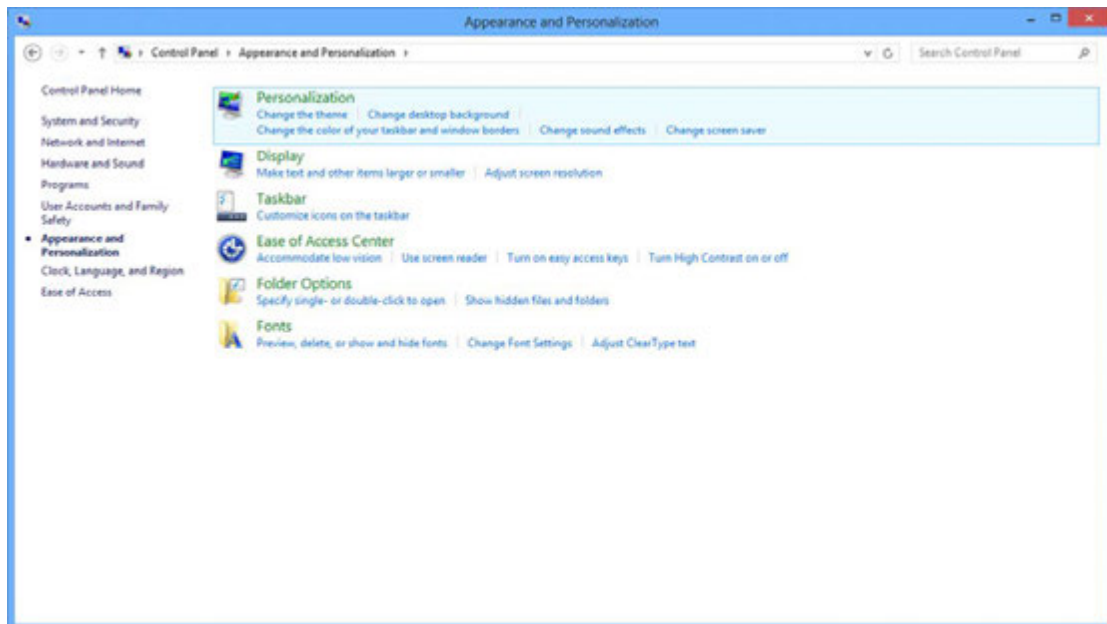 Appearance and Personalization
Control Panel Appearance and Personalization
Search Control Panel
Control Panel Home
System and Security
Network and Internet
Hardware and Sound
Programs
User Accounts and Family
Safety
Appearance and
Personalization
Clock, Language, and Region
Ease of Access
Personalization
Change the theme Change desktop background
Change the color of your taskbar and window borders Change sound effects Change screen saver
Display
Make text and other items larger or smaller Adjust screen resolution
Taskbar
Customize icons on the taskbar
Ease of Access Center
Accommodate low vision Use screen reader Turn on easy access keys Turn High Contrast on or off
Folder Options
Specify single- or double-click to open Show hidden files and folders
Fonts
Preview, delete, or show and hide fonts Change Font Settings Adjust ClearType text